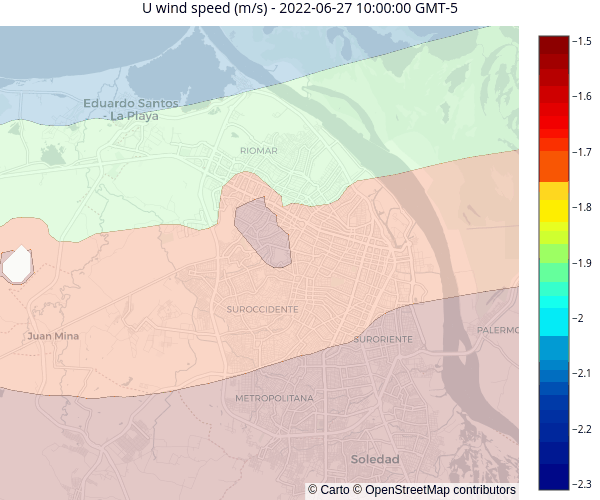 U wind speed (m/s) - 2022-06-27 10:00:00 GMT-5
−1.5
Eduardo Santos
- La Playa
−1.6
RIOMAR
−1.7
−1.8
−1.9
SUROCCIDENTE
−2
Juan Mina
PALERMO
SURORIENTE
−2.1
METROPOLITANA
−2.2
Soledad
−2.3
© Carto © OpenStreetMap contributors